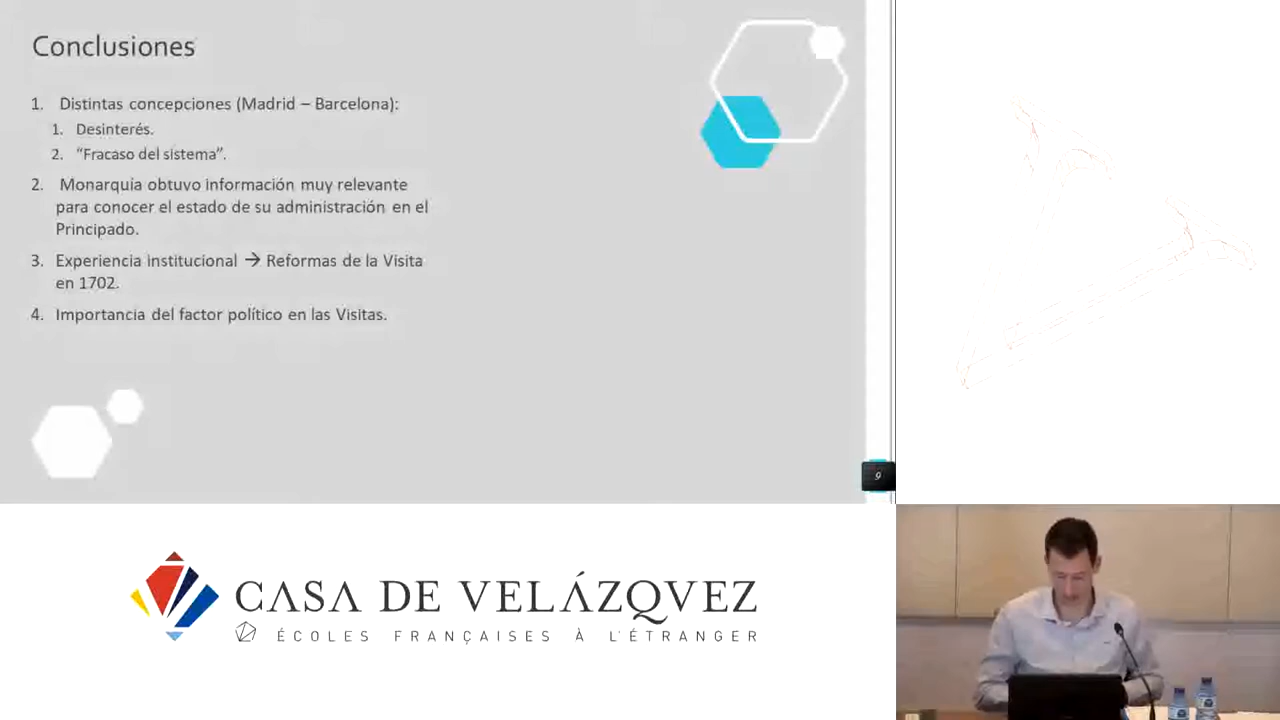 Conclusiones
1. Distintas concepciones (Madrid – Barcelona):
1. Desinterés.
2. “Fracaso del sistema”.
2. Monarquía obtuvo información muy relevante
para conocer el estado de su administración en el
Principado.
3. Experiencia institucional → Reformas de la Visita
en 1702.
4. Importancia del factor político en las Visitas.
9
CASA DE VELÁZQVEZ
ÉCOLES FRANÇAISES À L'ÉTRANGER